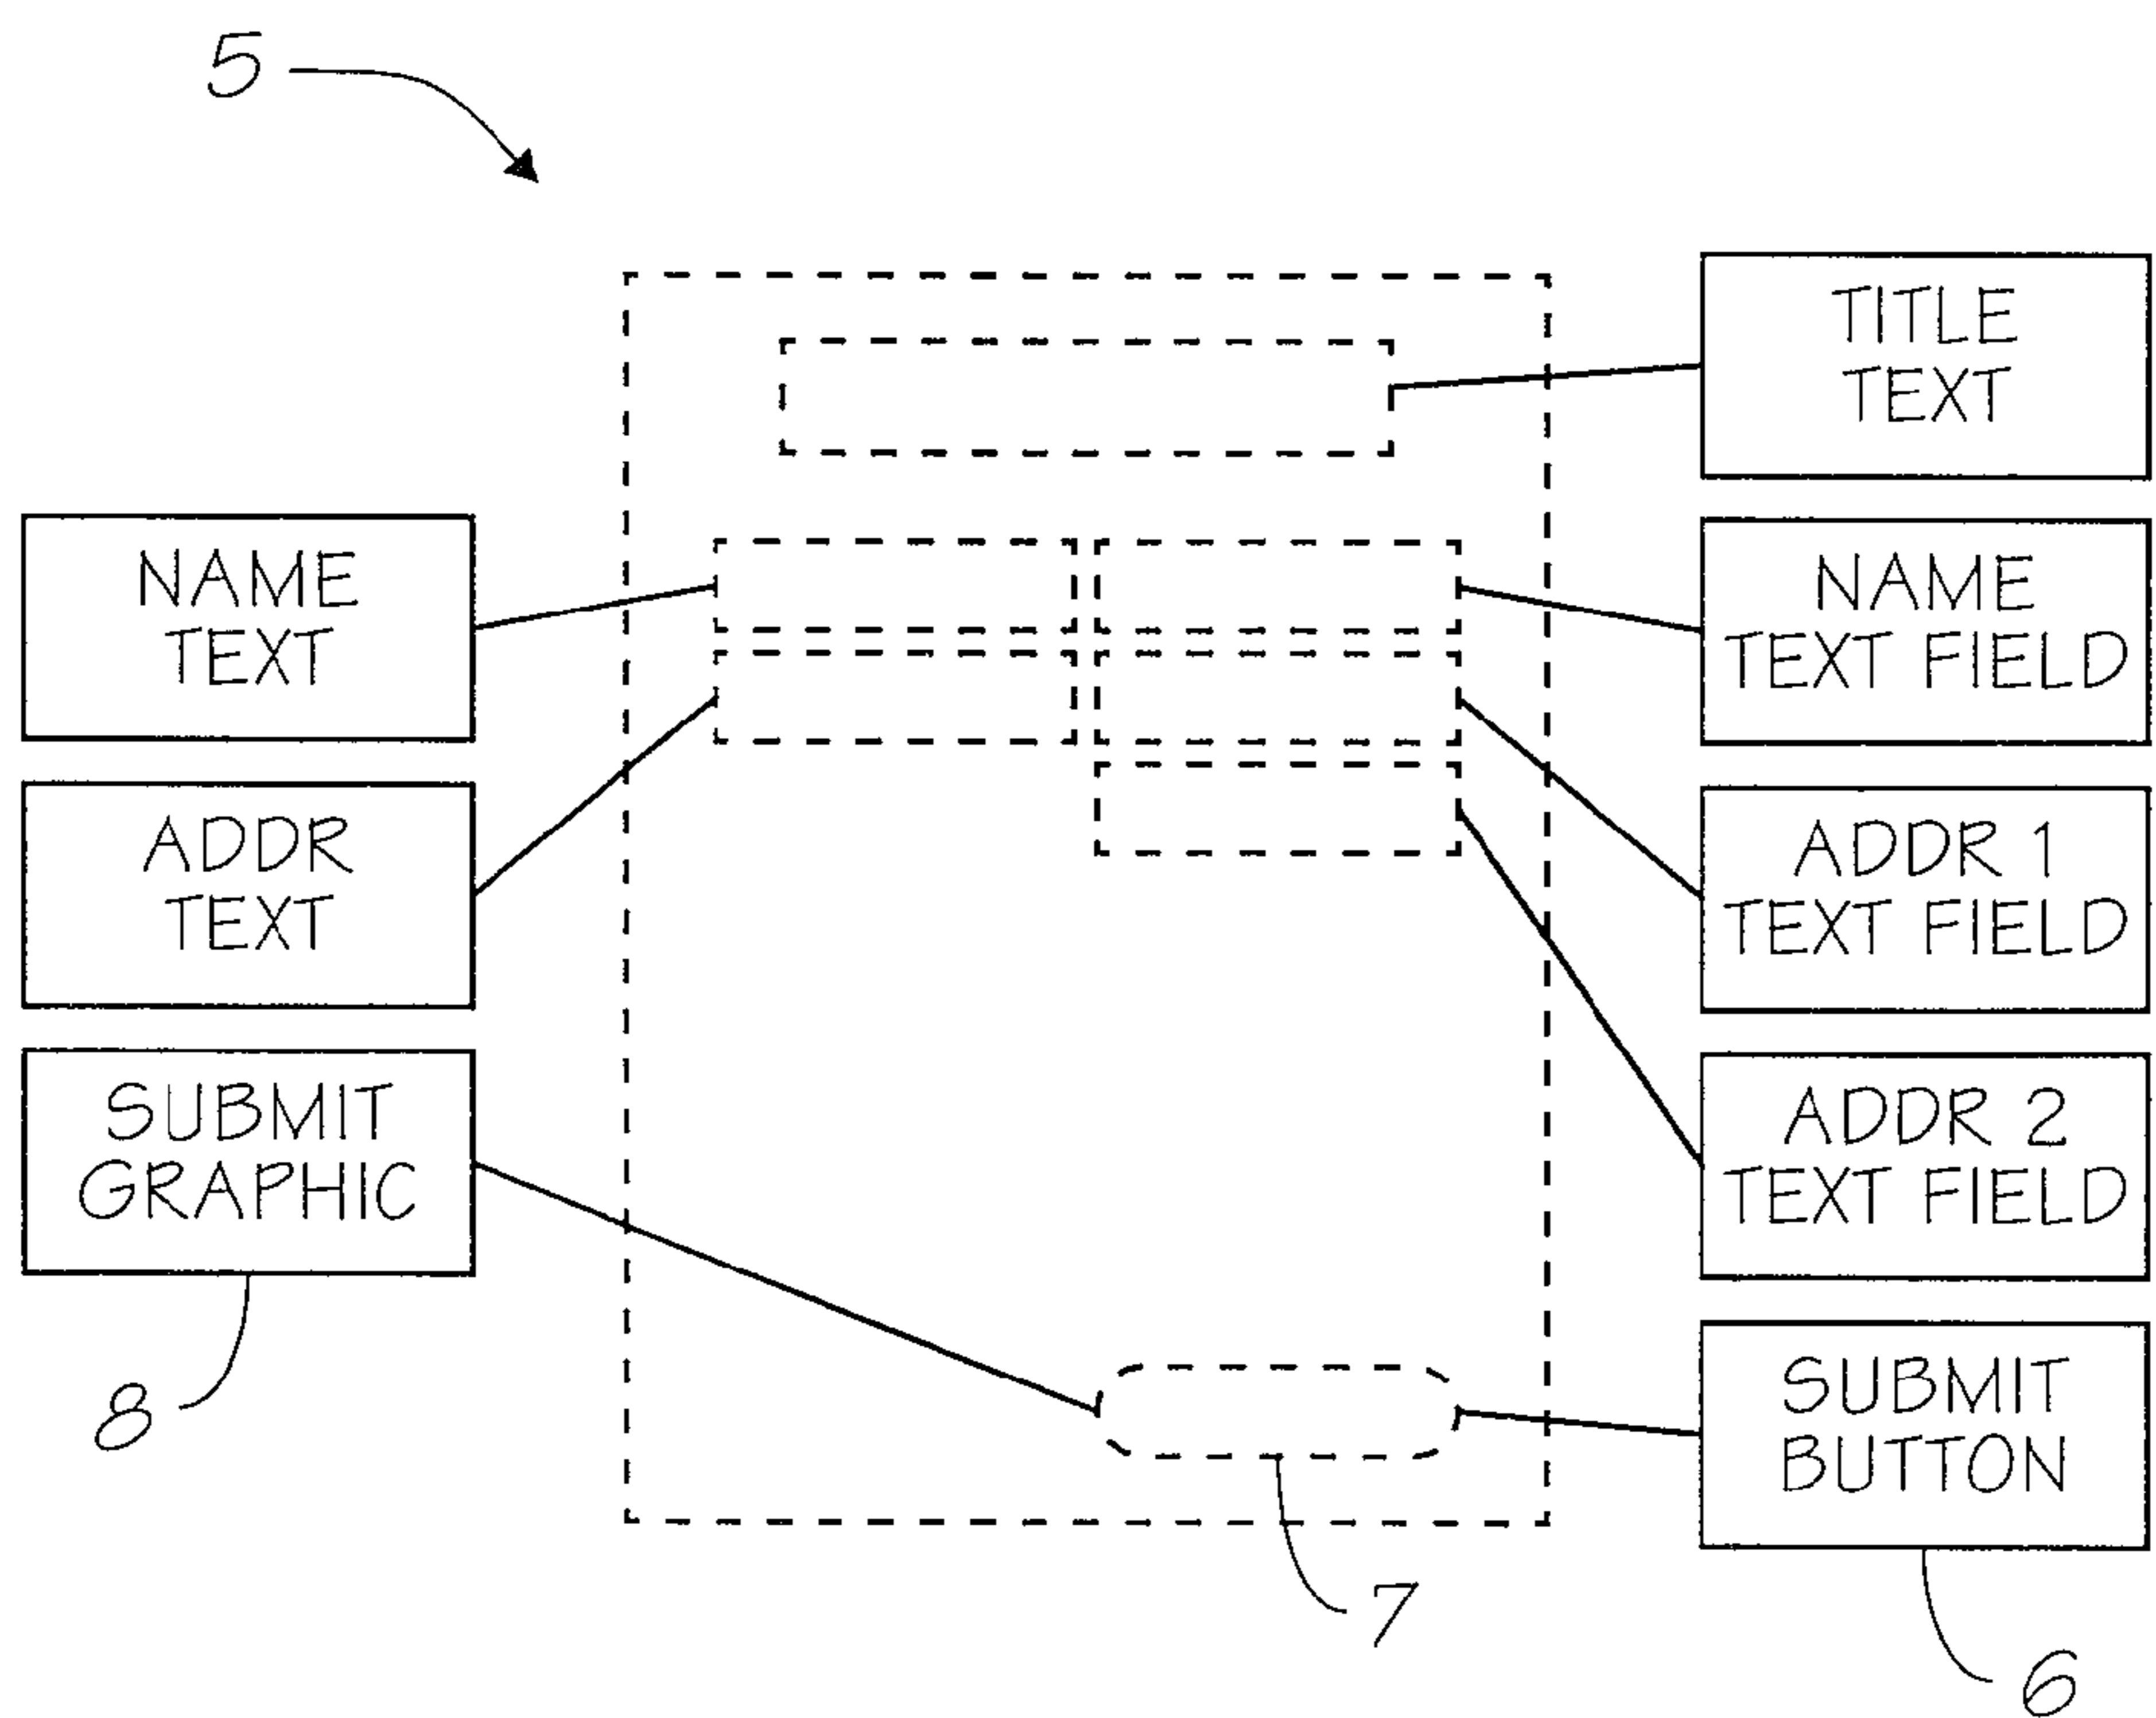 5
TITLE
TEXT
NAME
TEXT
NAME
TEXT FIELD
ADDR
TEXT
ADDR 1
TEXT FIELD
SUBMIT
GRAPHIC
ADDR 2
TEXT FIELD
8
SUBMIT
BUTTON
7
6